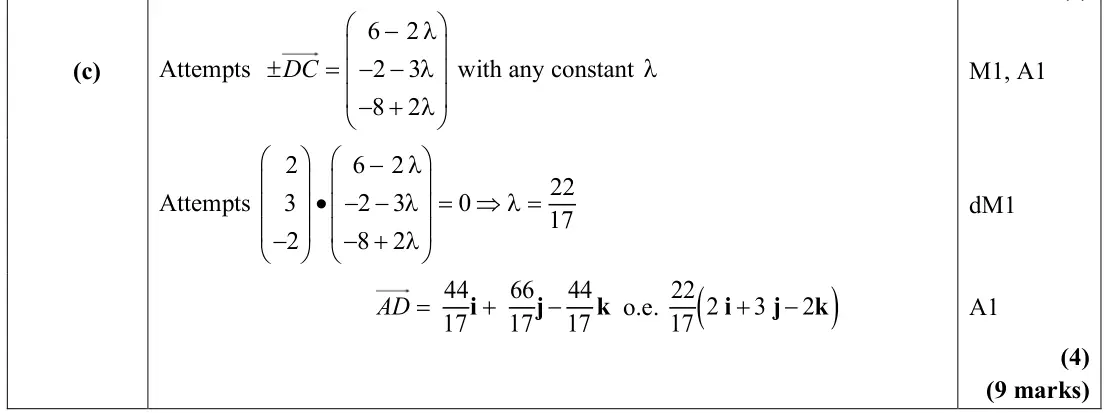 (c) Attempts ±DC⃗ = ( 6 − 2λ ; −2 − 3λ ; −8 + 2λ ) with any constant λ M1, A1
Attempts ( 2 ; 3 ; −2 ) • ( 6 − 2λ ; −2 − 3λ ; −8 + 2λ ) = 0 ⇒ λ = 22/17 dM1
AD⃗ = 44/17 i + 66/17 j − 44/17 k o.e. 22/17 (2 i + 3 j − 2k) A1
(4)
(9 marks)